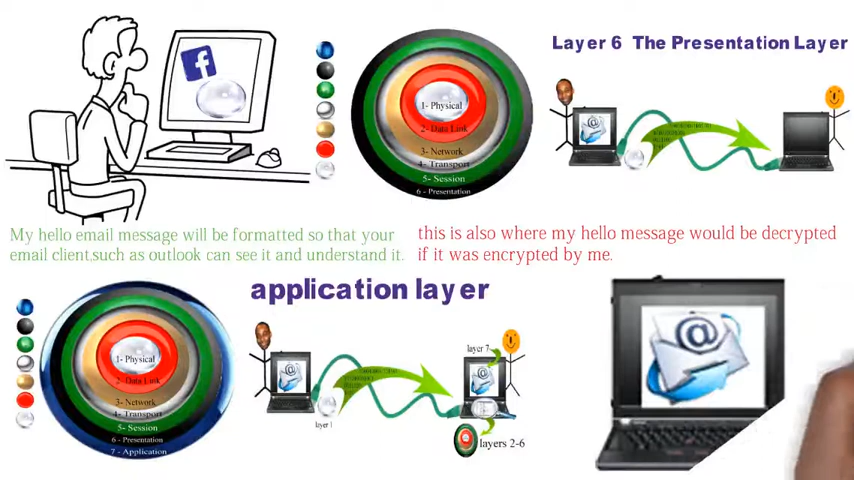 Layer 6 The Presentation Layer
f
1- Physical
2- Data Link
3- Network
4- Transport
5- Session
6 - Presentation
@
My hello email message will be formatted so that your
email client,such as outlook can see it and understand it.
this is also where my hello message would be decrypted
if it was encrypted by me.
application layer
1- Physical
2- Data Link
3- Network
4- Transport
5- Session
6 - Presentation
7 - Application
@
layer 1
layer 7
@
layers 2-6
@